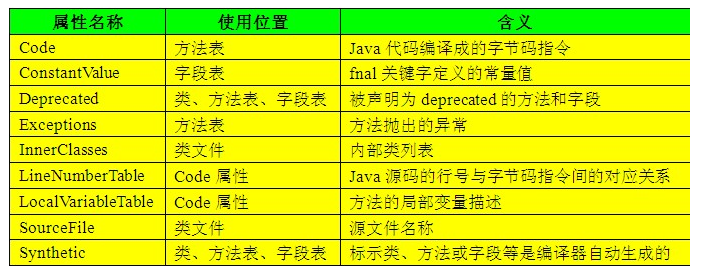 属性名称 使用位置 含义
Code 方法表 Java 代码编译成的字节码指令
ConstantValue 字段表 fnal 关键字定义的常量值
Deprecated 类、方法表、字段表 被声明为 deprecated 的方法和字段
Exceptions 方法表 方法抛出的异常
InnerClasses 类文件 内部类列表
LineNumberTable Code 属性 Java 源码的行号与字节码指令间的对应关系
LocalVariableTable Code 属性 方法的局部变量描述
SourceFile 类文件 源文件名称
Synthetic 类、方法表、字段表 标示类、方法或字段等是编译器自动生成的